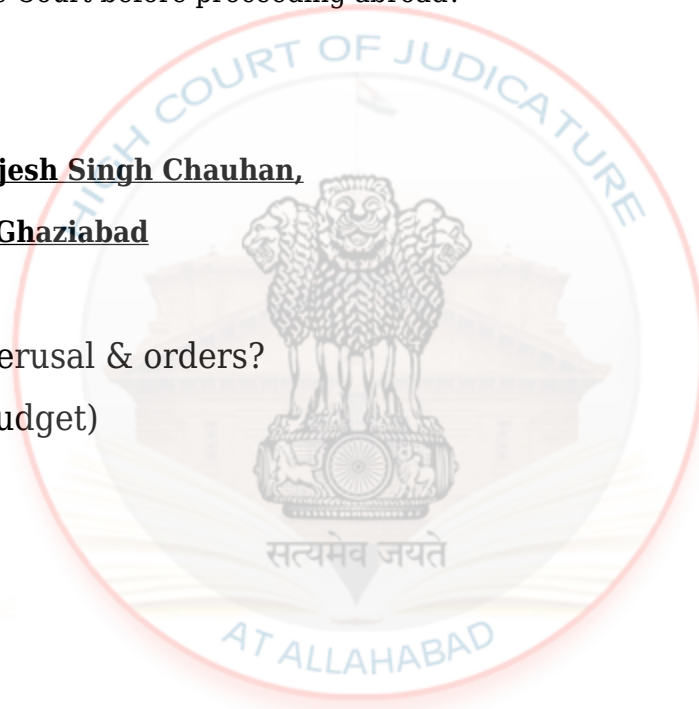 Court before proceeding abroad?
HIGH COURT OF JUDICATURE
jesh Singh Chauhan,
Ghaziabad
erusal & orders?
udget)
सत्यमेव जयते
AT ALLAHABAD